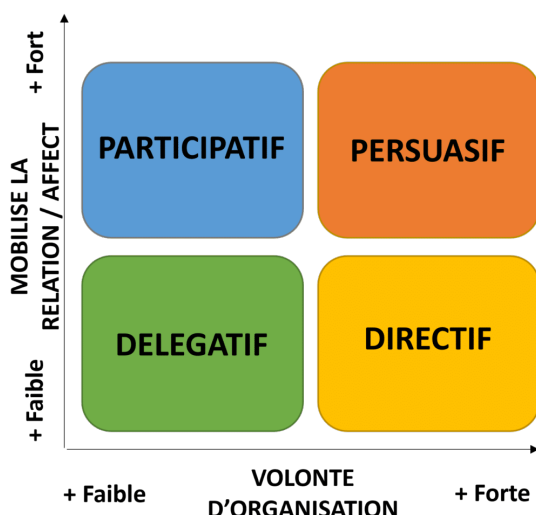 + Fort
MOBILISE LA
RELATION / AFFECT
+ Faible
PARTICIPATIF
PERSUASIF
DELEGATIF
DIRECTIF
+ Faible
VOLONTE
D'ORGANISATION
+ Forte